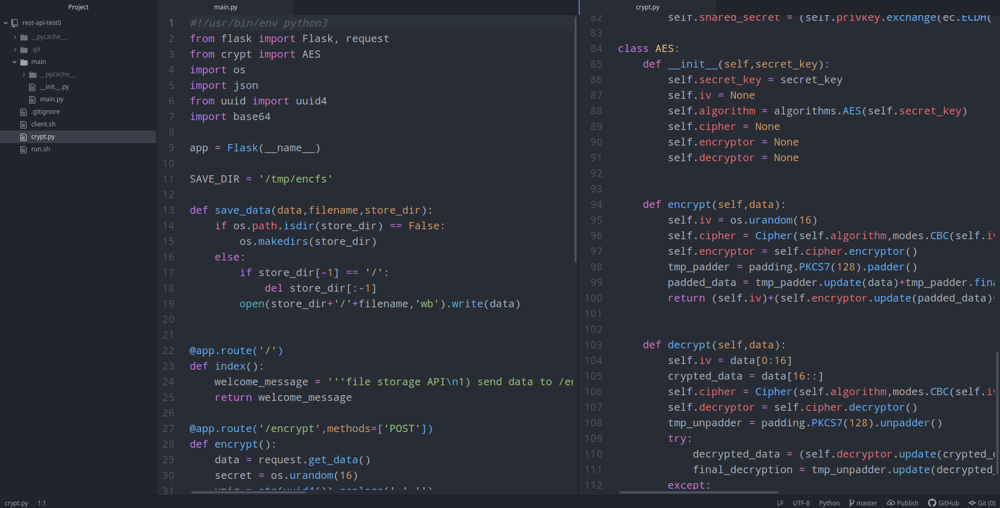 Project
rest-api-test0
__pycache__
.git
main
__pycache__
__init__.py
main.py
.gitignore
client.sh
crypt.py
run.sh
main.py
1 #!/usr/bin/env python3
2 from flask import Flask, request
3 from crypt import AES
4 import os
5 import json
6 from uuid import uuid4
7 import base64
8
9 app = Flask(__name__)
10
11 SAVE_DIR = '/tmp/encfs'
12
13 def save_data(data,filename,store_dir):
14     if os.path.isdir(store_dir) == False:
15         os.makedirs(store_dir)
16     else:
17         if store_dir[-1] == '/':
18             del store_dir[:-1]
19         open(store_dir+'/'+filename,'wb').write(data)
20
21
22 @app.route('/')
23 def index():
24     welcome_message = '''file storage API\n1) send data to
25     return welcome_message
26
27 @app.route('/encrypt',methods=['POST'])
28 def encrypt():
29     data = request.get_data()
30     secret = os.urandom(16)
31
crypt.py
82         self.shared_secret = (self.privkey.exchange(ec.ECDH(
83
84 class AES:
85     def __init__(self,secret_key):
86         self.secret_key = secret_key
87         self.iv = None
88         self.algorithm = algorithms.AES(self.secret_key)
89         self.cipher = None
90         self.encryptor = None
91         self.decryptor = None
92
93
94     def encrypt(self,data):
95         self.iv = os.urandom(16)
96         self.cipher = Cipher(self.algorithm,modes.CBC(self.iv
97         self.encryptor = self.cipher.encryptor()
98         tmp_padder = padding.PKCS7(128).padder()
99         padded_data = tmp_padder.update(data)+tmp_padder.fina
100         return (self.iv)+(self.encryptor.update(padded_data)+
101
102
103     def decrypt(self,data):
104         self.iv = data[0:16]
105         crypted_data = data[16::]
106         self.cipher = Cipher(self.algorithm,modes.CBC(self.iv
107         self.decryptor = self.cipher.decryptor()
108         tmp_unpadder = padding.PKCS7(128).unpadder()
109         try:
110             decrypted_data = (self.decryptor.update(crypted_
111             final_decryption = tmp_unpadder.update(decrypted_
112         except:
crypt.py 1:1 LF UTF-8 Python master Publish GitHub Git (0)